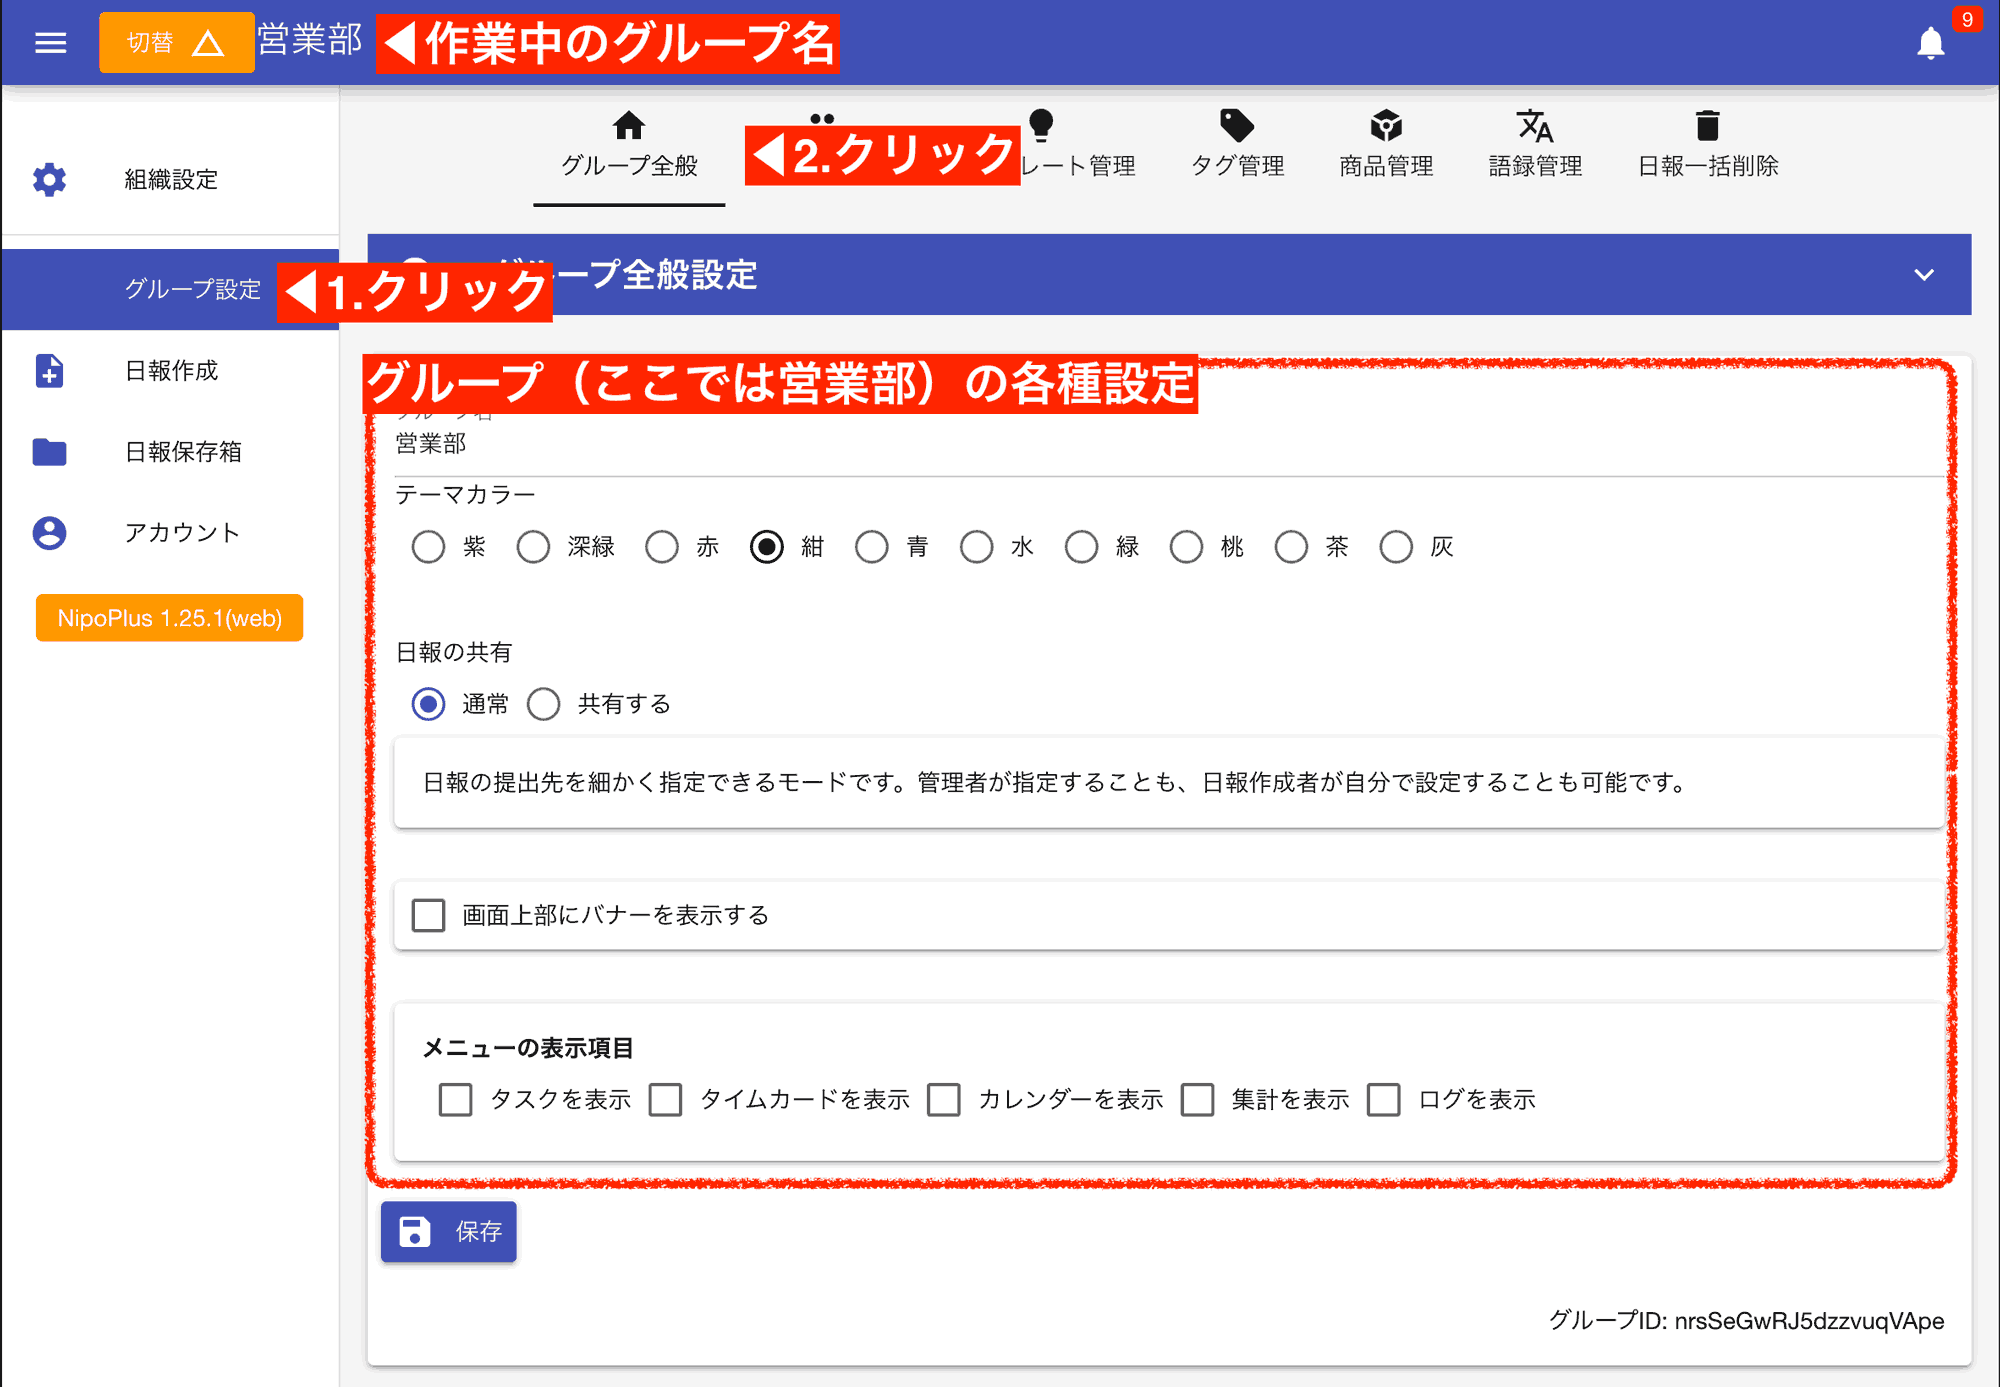 切替 営業部 ◀作業中のグループ名 9
グループ全般 ◀2.クリック レート管理 タグ管理 商品管理 語録管理 日報一括削除
組織設定
グループ設定 ◀1.クリック
ープ全般設定
日報作成
日報保存箱
アカウント
NipoPlus 1.25.1(web)
グループ（ここでは営業部）の各種設定
営業部
テーマカラー
紫 深緑 赤 紺 青 水 緑 桃 茶 灰
日報の共有
通常 共有する
日報の提出先を細かく指定できるモードです。管理者が指定することも、日報作成者が自分で設定することも可能です。
画面上部にバナーを表示する
メニューの表示項目
タスクを表示 タイムカードを表示 カレンダーを表示 集計を表示 ログを表示
保存
グループID: nrsSeGwRJ5dzzvuqVApe